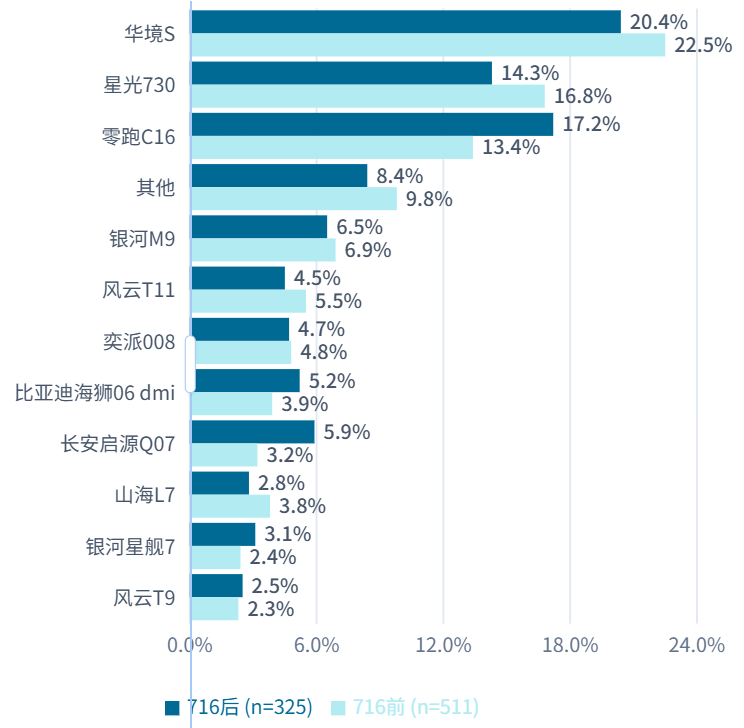 华境S
20.4%
22.5%
星光730
14.3%
16.8%
零跑C16
17.2%
13.4%
其他
8.4%
9.8%
银河M9
6.5%
6.9%
风云T11
4.5%
5.5%
奕派008
4.7%
4.8%
比亚迪海狮06 dmi
5.2%
3.9%
长安启源Q07
5.9%
3.2%
山海L7
2.8%
3.8%
银河星舰7
3.1%
2.4%
风云T9
2.5%
2.3%
0.0% 6.0% 12.0% 18.0% 24.0%
716后 (n=325) 716前 (n=511)